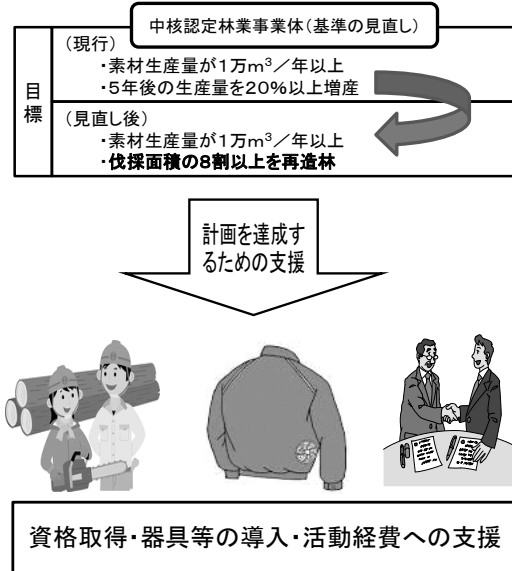 中核認定林業事業体（基準の見直し）
目標
（現行）
・素材生産量が１万m³／年以上
・５年後の生産量を20％以上増産
（見直し後）
・素材生産量が１万m³／年以上
・伐採面積の8割以上を再造林
計画を達成す
るための支援
資格取得・器具等の導入・活動経費への支援